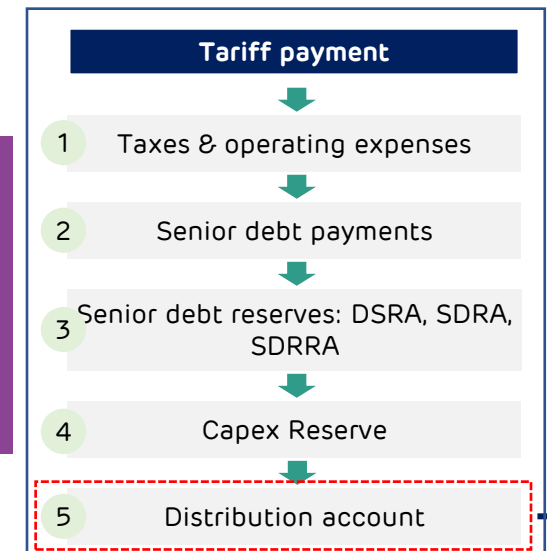 Tariff payment
1 Taxes & operating expenses
2 Senior debt payments
3 Senior debt reserves: DSRA, SDRA,
SDRRA
4 Capex Reserve
5 Distribution account